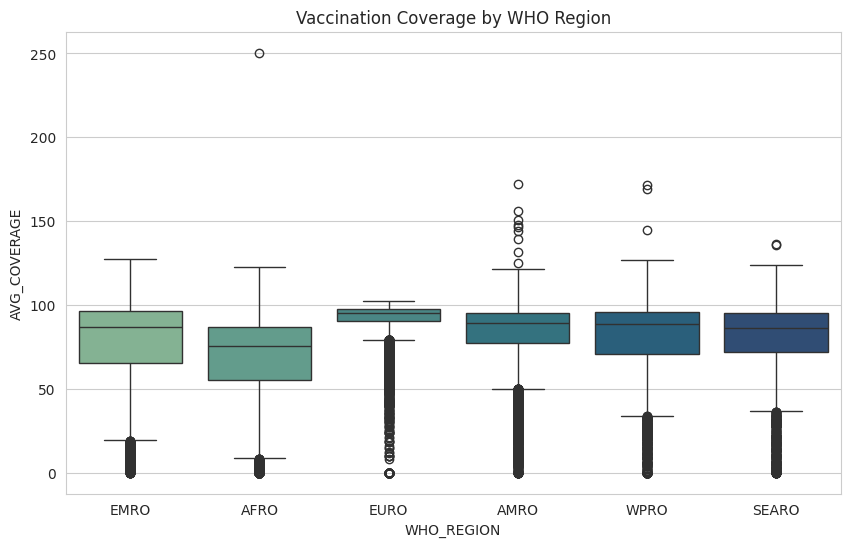 Vaccination Coverage by WHO Region
AVG_COVERAGE
250
200
150
100
50
0
EMRO AFRO EURO AMRO WPRO SEARO
WHO_REGION